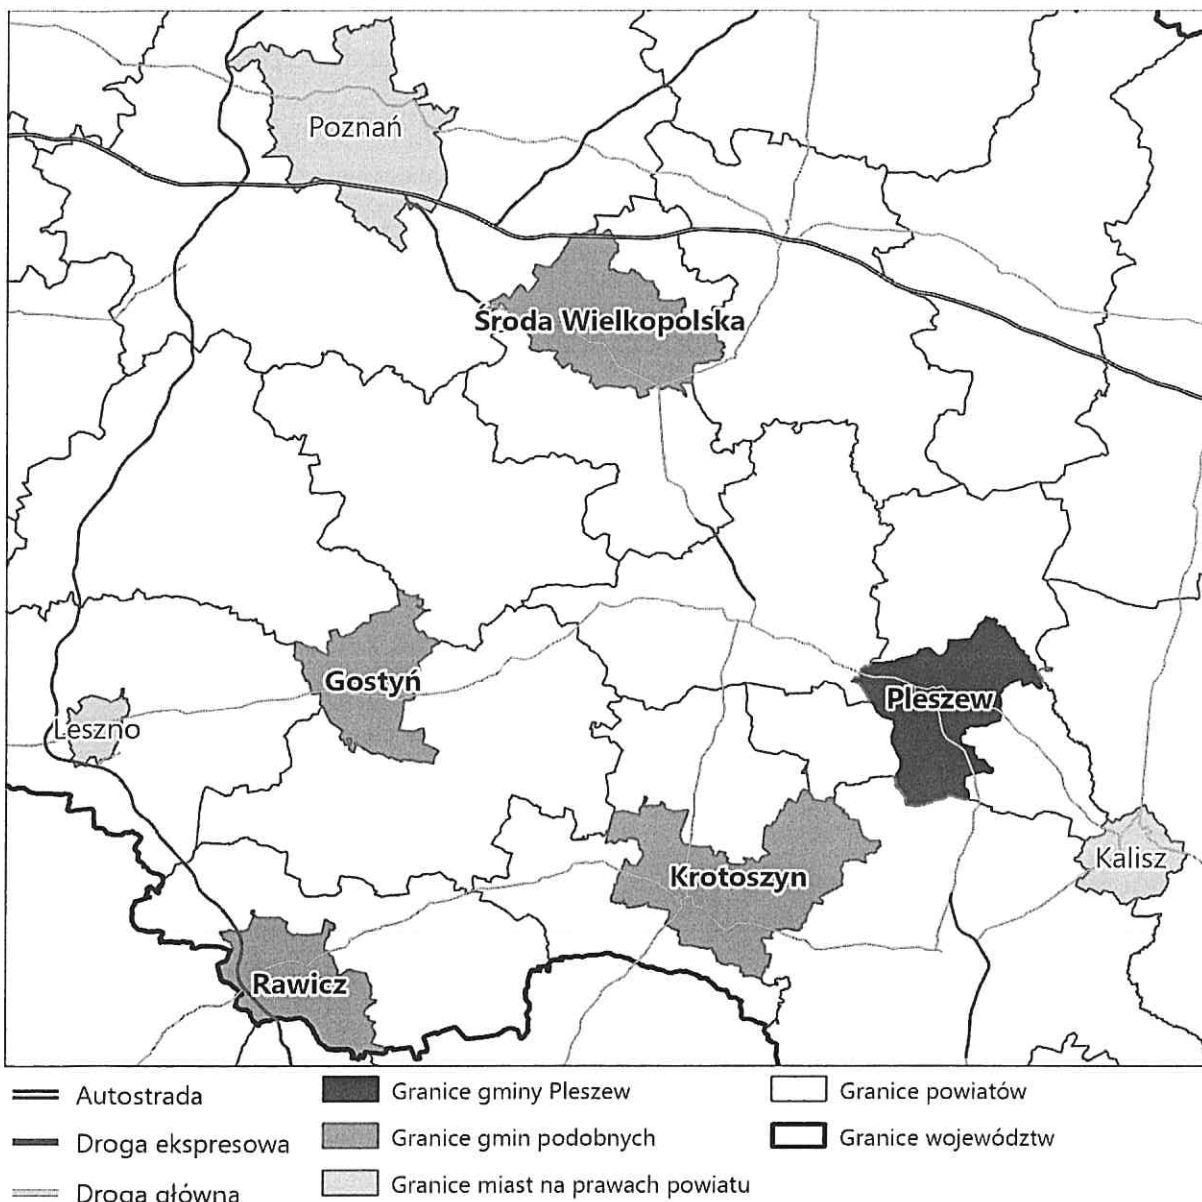 Poznań
Środa Wielkopolska
Gostyń
Pleszew
Leszno
Krotoszyn
Kalisz
Rawicz
Autostrada
Droga ekspresowa
Droga główna
Granice gminy Pleszew
Granice gmin podobnych
Granice miast na prawach powiatu
Granice powiatów
Granice województw